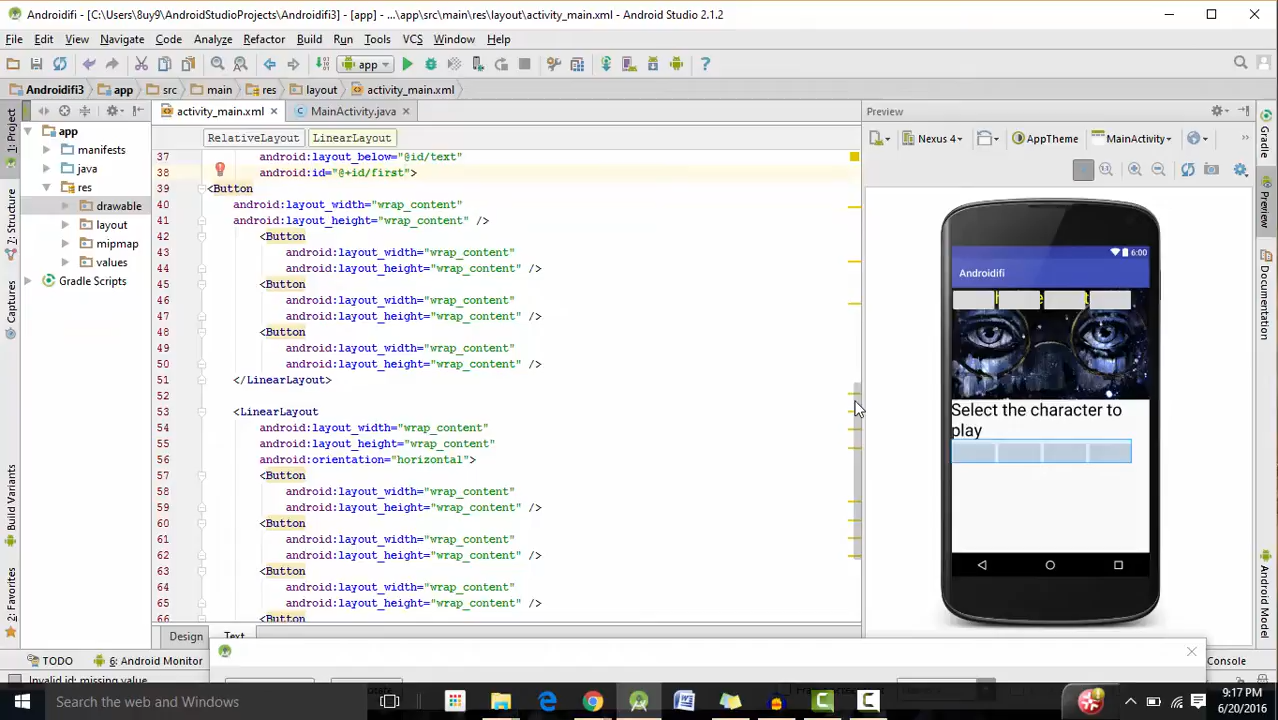 Androidifi - [C:\Users\8uy9\AndroidStudioProjects\Androidifi3] - [app] - ...\app\src\main\res\layout\activity_main.xml - Android Studio 2.1.2
File Edit View Navigate Code Analyze Refactor Build Run Tools VCS Window Help
app
Androidifi3 app src main res layout activity_main.xml
activity_main.xml MainActivity.java Preview
RelativeLayout LinearLayout
Nexus 4 AppTheme MainActivity
1: Project
7: Structure
Captures
Build Variants
2: Favorites
app
manifests
java
res
drawable
layout
mipmap
values
Gradle Scripts
37 android:layout_below="@id/text"
38 android:id="@+id/first">
39 <Button
40 android:layout_width="wrap_content"
41 android:layout_height="wrap_content" />
42 <Button
43 android:layout_width="wrap_content"
44 android:layout_height="wrap_content" />
45 <Button
46 android:layout_width="wrap_content"
47 android:layout_height="wrap_content" />
48 <Button
49 android:layout_width="wrap_content"
50 android:layout_height="wrap_content" />
51 </LinearLayout>
52
53 <LinearLayout
54 android:layout_width="wrap_content"
55 android:layout_height="wrap_content"
56 android:orientation="horizontal">
57 <Button
58 android:layout_width="wrap_content"
59 android:layout_height="wrap_content" />
60 <Button
61 android:layout_width="wrap_content"
62 android:layout_height="wrap_content" />
63 <Button
64 android:layout_width="wrap_content"
65 android:layout_height="wrap_content" />
66 <Button
6:00
Androidifi
Select the character to
play
Gradle
Preview
Documentation
Android Model
Design Text
TODO 6: Android Monitor Console
Invalid id: missing value
Search the web and Windows
9:17 PM
6/20/2016